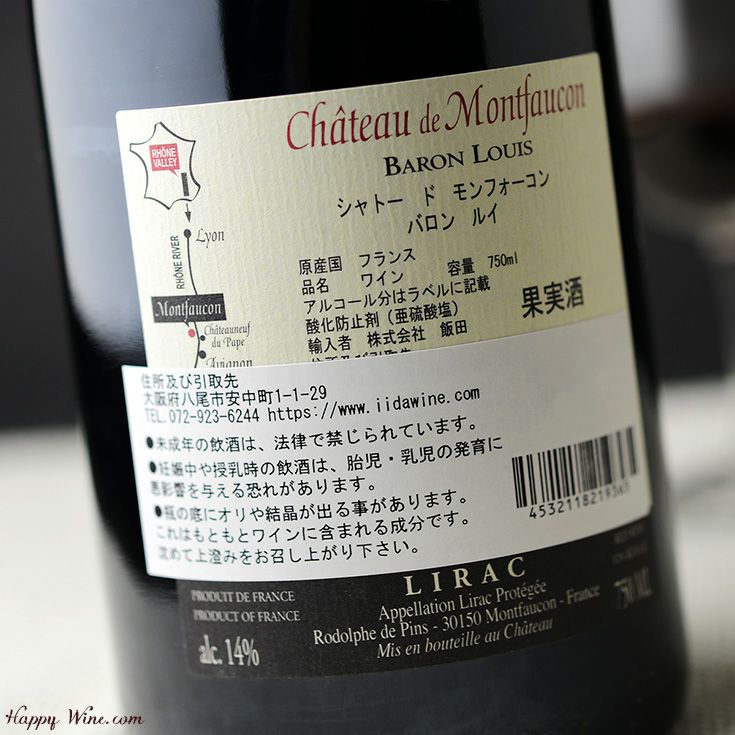 Château de Montfaucon
BARON LOUIS
シャトー ド モンフォーコン
バロン ルイ
RHÔNE
VALLEY
Lyon
RHÔNE RIVER
Montfaucon
Châteauneuf
du Pape
Avignon
原産国 フランス
品名 ワイン 容量 750ml
アルコール分はラベルに記載
酸化防止剤（亜硫酸塩）
輸入者 株式会社 飯田
果実酒
住所及び引取先
大阪府八尾市安中町1-1-29
TEL.072-923-6244 https://www.iidawine.com
●未成年の飲酒は、法律で禁じられています。
●妊娠中や授乳時の飲酒は、胎児・乳児の発育に
悪影響を与える恐れがあります。
●瓶の底にオリや結晶が出る事があります。
これはもともとワインに含まれる成分です。
沈めて上澄みをお召し上がり下さい。
LIRAC
Appellation Lirac Protégée
Rodolphe de Pins - 30150 Montfaucon - France
Mis en bouteille au Château
PRODUIT DE FRANCE
PRODUCT OF FRANCE
alc. 14%
Happy Wine.com